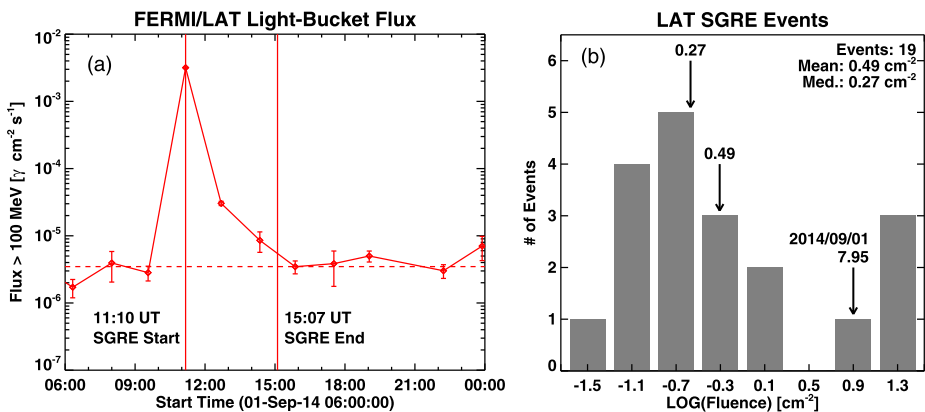 FERMI/LAT Light-Bucket Flux
(a)
Flux > 100 MeV [γ cm⁻² s⁻¹]
10⁻²
10⁻³
10⁻⁴
10⁻⁵
10⁻⁶
10⁻⁷
11:10 UT
SGRE Start
15:07 UT
SGRE End
06:00 09:00 12:00 15:00 18:00 21:00 00:00
Start Time (01-Sep-14 06:00:00)
LAT SGRE Events
(b)
Events: 19
Mean: 0.49 cm⁻²
Med.: 0.27 cm⁻²
0.27
0.49
2014/09/01
7.95
# of Events
6
5
4
3
2
1
0
-1.5 -1.1 -0.7 -0.3 0.1 0.5 0.9 1.3
LOG(Fluence) [cm⁻²]